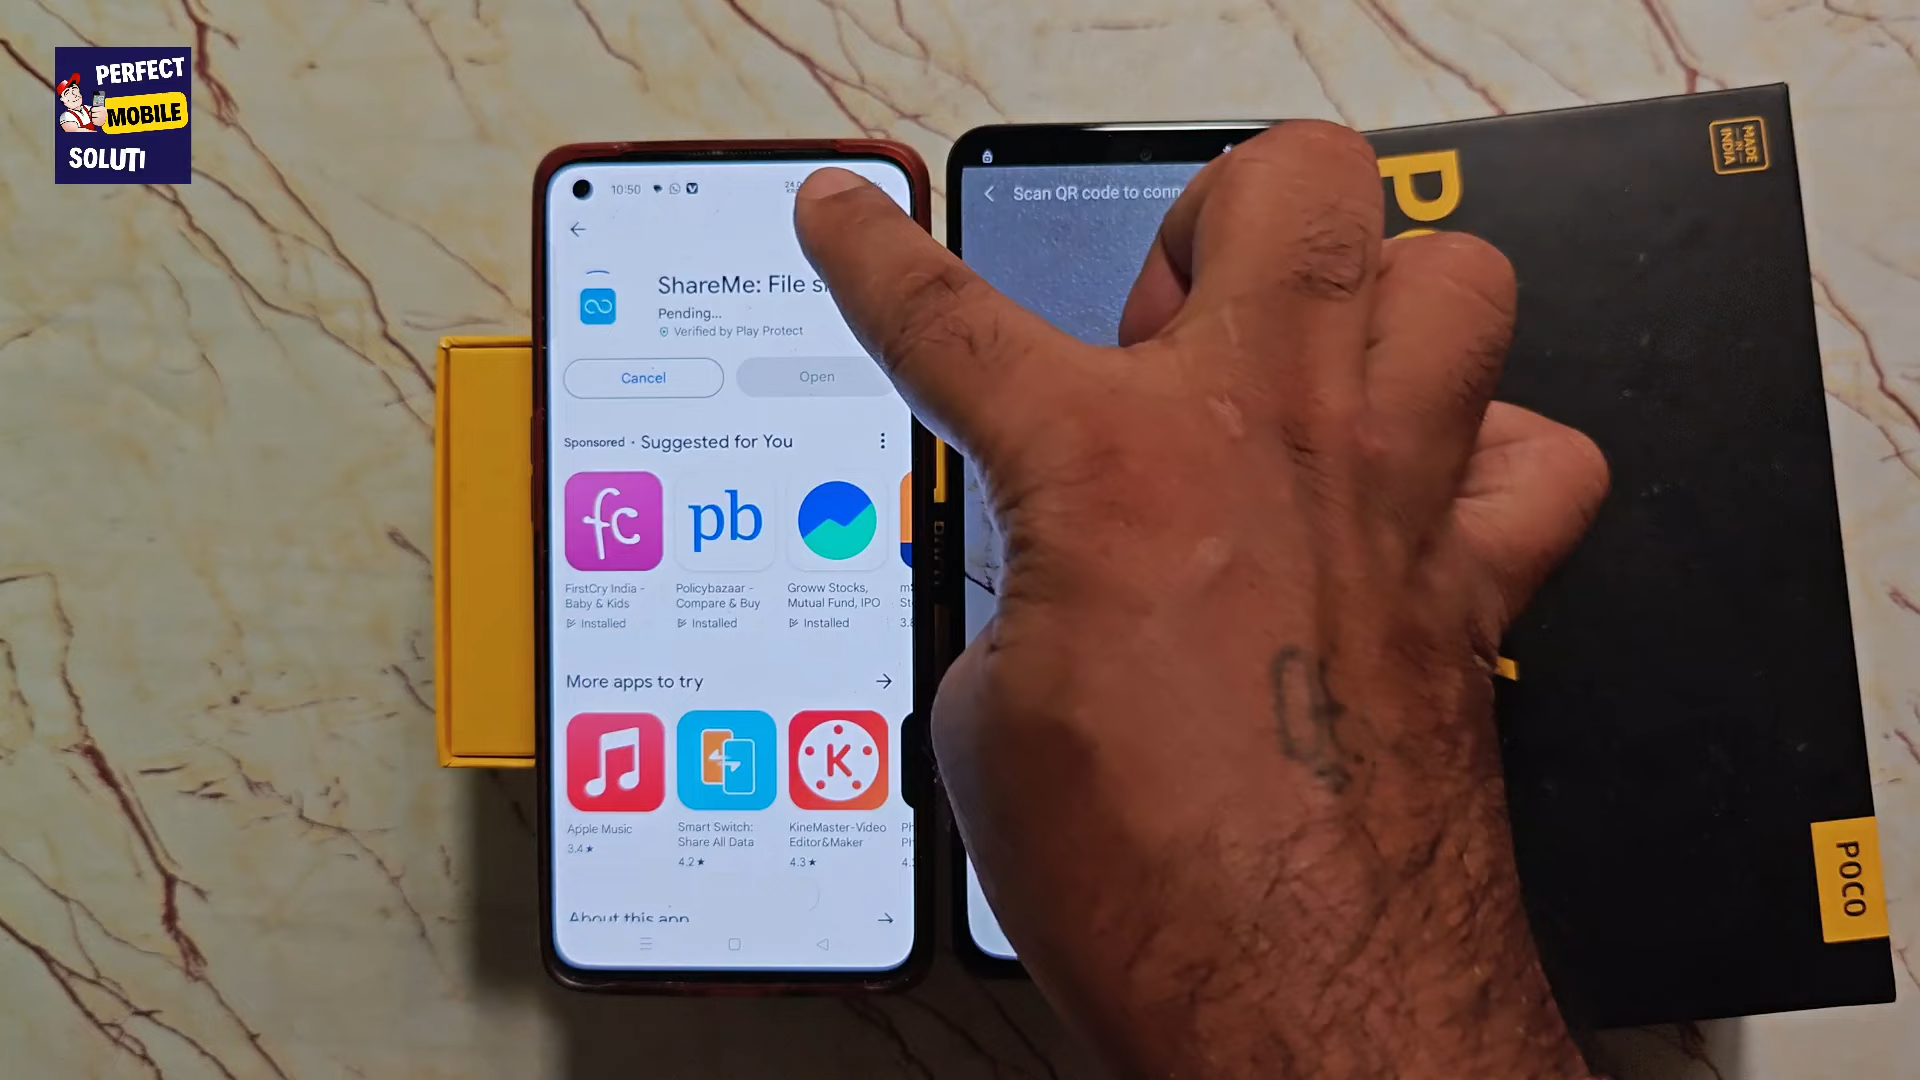 PERFECT
MOBILE
SOLUTI
10:50
Scan QR code to conn
ShareMe: File s
Pending...
Verified by Play Protect
Cancel
Open
Sponsored · Suggested for You
fc
pb
FirstCry India -
Baby & Kids
Installed
Policybazaar -
Compare & Buy
Installed
Groww Stocks,
Mutual Fund, IPO
Installed
More apps to try
K
Apple Music
3.4★
Smart Switch:
Share All Data
4.2★
KineMaster-Video
Editor&Maker
4.3★
About this app
MADE
IN
INDIA
POCO